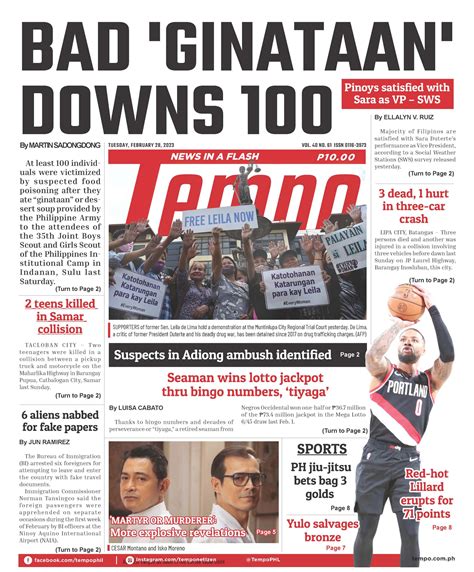 BAD 'GINATAAN'
DOWNS 100
Pinoys satisfied with
Sara as VP – SWS
By MARTIN SADONGDONG
TUESDAY, FEBRUARY 28, 2023
VOL. 40 NO. 61 ISSN 0116-3973
By ELLALYN V. RUIZ
NEWS IN A FLASH
₱10.00
Tempo
At least 100 individ-
uals were victimized
by suspected food
poisoning after they
ate "ginataan" or des-
sert soup provided by
the Philippine Army
to the attendees of
the 35th Joint Boys
Scout and Girls Scout
of the Philippines In-
stitutional Camp in
Indanan, Sulu last
Saturday.
(Turn to Page 2)
Majority of Filipinos are
satisfied with Sara Duterte's
performance as Vice President,
according to a Social Weather
Stations (SWS) survey released
yesterday.
(Turn to Page 2)
FREE LEILA NOW
PALAYAIN
SI LEILA
Katotohanan
Katarungan
para kay Leila
#EveryWoman
Katotohanan
Katarungan
para kay Leila
#EveryWoman
3 dead, 1 hurt
in three-car
crash
LIPA CITY, Batangas – Three
persons died and another was
injured in a collision involving
three vehicles before dawn last
on JP Laurel Highway,
Barangay
this city.
(Turn to Page 2)
SUPPORTERS of former Sen. Leila de Lima hold a demonstration at the Muntinlupa City Regional Trial Court yesterday. De Lima,
a critic of former President Duterte and his deadly drug war, has been detained since 2017 on drug trafficking charges. (AFP)
2 teens killed
in Samar
collision
TACLOBAN CITY – Two
teenagers were killed in a
collision between a pickup
truck and motorcycle on the
Maharlika Highway in Barangay
Pupua, Catbalogan City, Samar
last Sunday.
(Turn to Page 2)
Suspects in Adiong ambush identified
Page 2
Seaman wins lotto jackpot
thru bingo numbers, 'tiyaga'
By LUISA CABATO
Thanks to bingo numbers and decades of
perseverance or "tiyaga," a retired seaman from
Negros Occidental won one half or ₱36.7 million
of the ₱73.4 million jackpot in the Mega Lotto
6/45 draw last Feb. 1.
(Turn to Page 2)
PORTLAND
0
6 aliens nabbed
for fake papers
By JUN RAMIREZ
The Bureau of Immigration
(BI) arrested six foreigners for
attempting to leave and enter
the country with fake travel
documents.
Immigration Commissioner
Norman Tansingco said the
foreign passengers were
apprehended on separate
occasions during the first week
of February by BI officers at the
Ninoy Aquino International
Airport (NAIA).
(Turn to Page 2)
MARTYR OR MURDERER:
More explosive revelations
Page 5
CESAR Montano and Isko Moreno
SPORTS
PH jiu-jitsu
bets bag 3
golds
Page 8
Yulo salvages
bronze
Page 7
Red-hot
Lillard
erupts for
71 points
Page 8
facebook.com/tempophil
Instagram.com/temponetizen
@TempoPHL
tempo.com.ph